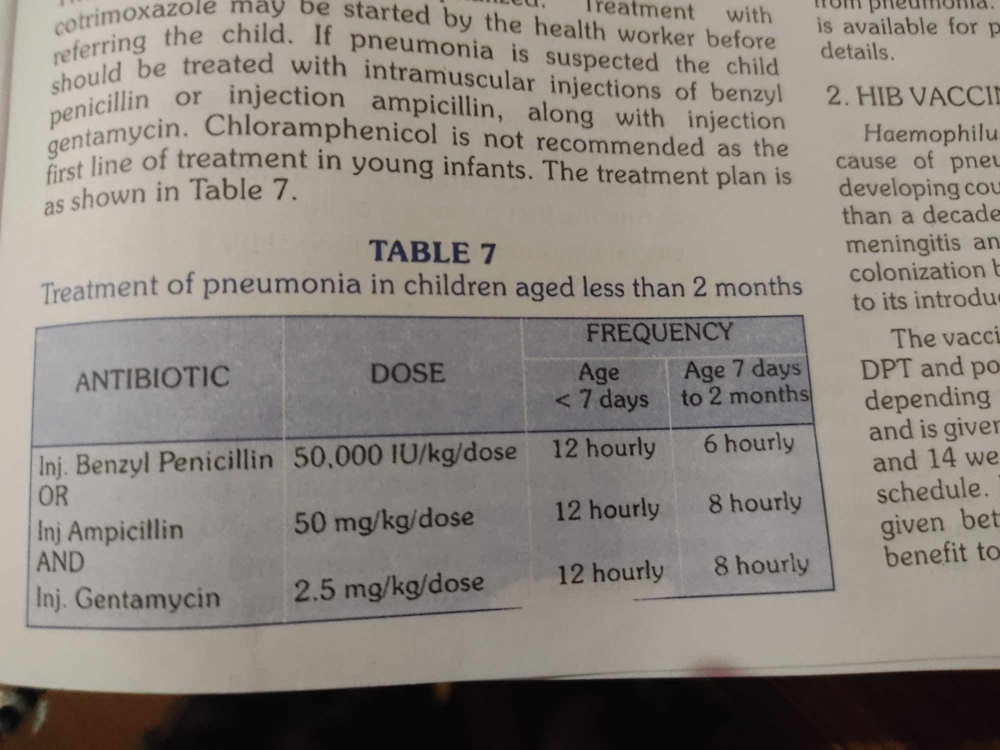 cotrimoxazole may be started by the health worker before
Treatment with
referring the child. If pneumonia is suspected the child
should be treated with intramuscular injections of benzyl
penicillin or injection ampicillin, along with injection
gentamycin. Chloramphenicol is not recommended as the
first line of treatment in young infants. The treatment plan is
as shown in Table 7.
TABLE 7
Treatment of pneumonia in children aged less than 2 months
ANTIBIOTIC DOSE FREQUENCY
Age < 7 days
Age 7 days to 2 months
Inj. Benzyl Penicillin 50,000 IU/kg/dose 12 hourly 6 hourly
OR
Inj Ampicillin 50 mg/kg/dose 12 hourly 8 hourly
AND
Inj. Gentamycin 2.5 mg/kg/dose 12 hourly 8 hourly
from pneumonia.
is available for
details.
2. HIB VACCI
Haemophilu
cause of pneu
developing cou
than a decade
meningitis an
colonization
to its introdu
The vacci
DPT and po
depending
and is given
and 14 we
schedule.
given bet
benefit to